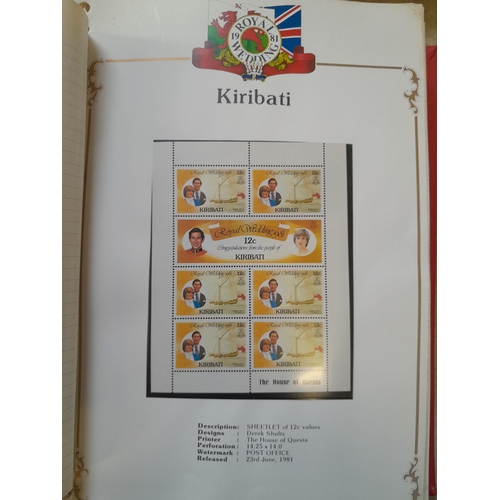 ROYAL
19 81
WEDDING
Kiribati
Royal Wedding 1981 12c
KIRIBATI
Royal Wedding 1981 12c
KIRIBATI
Royal Wedding 1981
12c
Congratulations from the people of
KIRIBATI
Royal Wedding 1981 12c
KIRIBATI
Royal Wedding 1981 12c
KIRIBATI
Royal Wedding 1981 12c
KIRIBATI
Royal Wedding 1981 12c
KIRIBATI
The House of Questa
Description: SHEETLET of 12c values
Designs : Derek Shults
Printer : The House of Questa
Perforation: 14.25 x 14.0
Watermark : POST OFFICE
Released : 23rd June, 1981